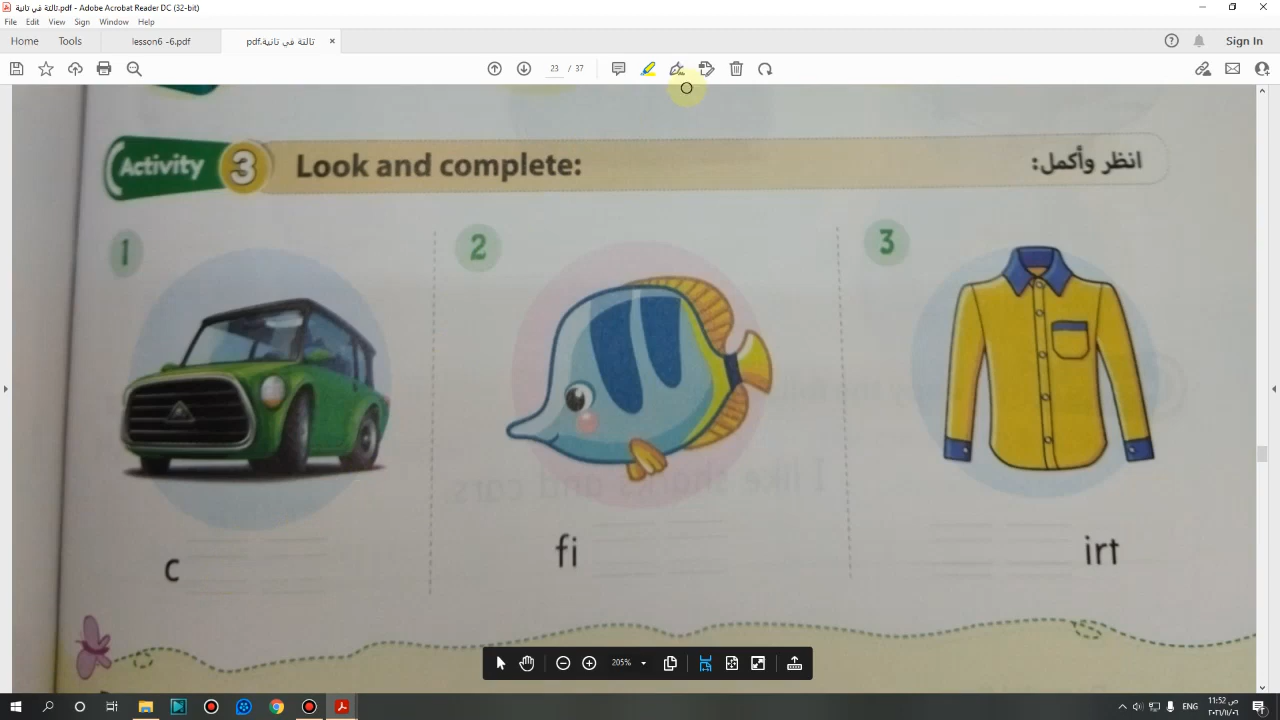 تالتة في تانية.pdf - Adobe Acrobat Reader DC (32-bit)
File Edit View Sign Window Help
Home Tools lesson6 -6.pdf تالتة في تانية.pdf × Sign In
23 / 37
Activity 3 Look and complete: انظر وأكمل:
1
2
3
c
fi
irt
205%
ENG ص 11:52